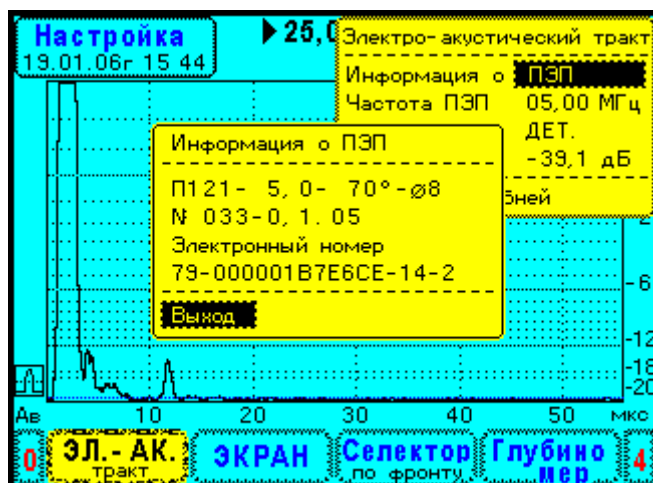 Настройка
19.01.06г 15 44
25,0
Электро-акустический тракт
Информация о ПЭП
Частота ПЭП 05,00 МГц
ДЕТ.
-39,1 дБ
Информация о ПЭП
П121- 5,0- 70°-⌀8
N 033-0,1.05
Электронный номер
79-000001B7E6CE-14-2
Выход
-6
-12
-18
-20
Ав 10 20 30 40 50 мкс
0
ЭЛ.- АК.
тракт
ЭКРАН
Селектор
по фронту
Глубино
мер
4